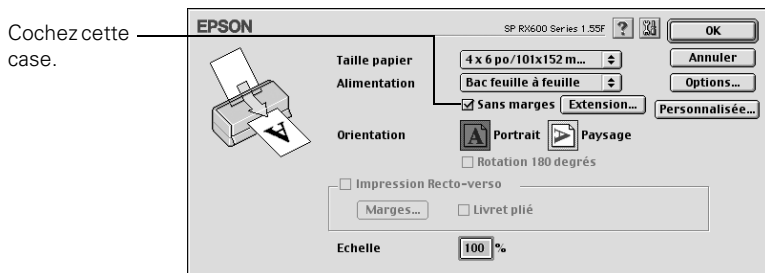 Cochez cette
case.
EPSON
SP RX600 Series 1.55F ? OK
Taille papier 4 x 6 po/101x152 m... Annuler
Alimentation Bac feuille à feuille Options...
Sans marges Extension... Personnalisée...
Orientation A Portrait A Paysage
Rotation 180 degrés
Impression Recto-verso
Marges... Livret plié
Echelle 100 %
A